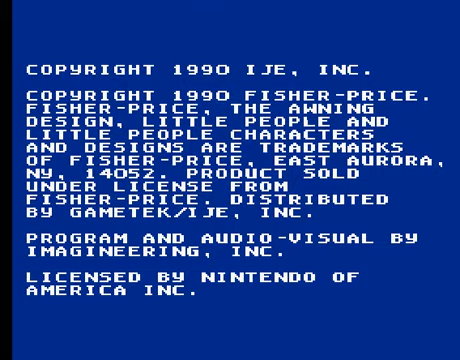 COPYRIGHT 1990 IJE, INC.
COPYRIGHT 1990 FISHER-PRICE.
FISHER-PRICE, THE AWNING
DESIGN, LITTLE PEOPLE AND
LITTLE PEOPLE CHARACTERS
AND DESIGNS ARE TRADEMARKS
OF FISHER-PRICE, EAST AURORA,
NY, 14052. PRODUCT SOLD
UNDER LICENSE FROM
FISHER-PRICE. DISTRIBUTED
BY GAMETEK/IJE, INC.
PROGRAM AND AUDIO-VISUAL BY
IMAGINEERING, INC.
LICENSED BY NINTENDO OF
AMERICA INC.